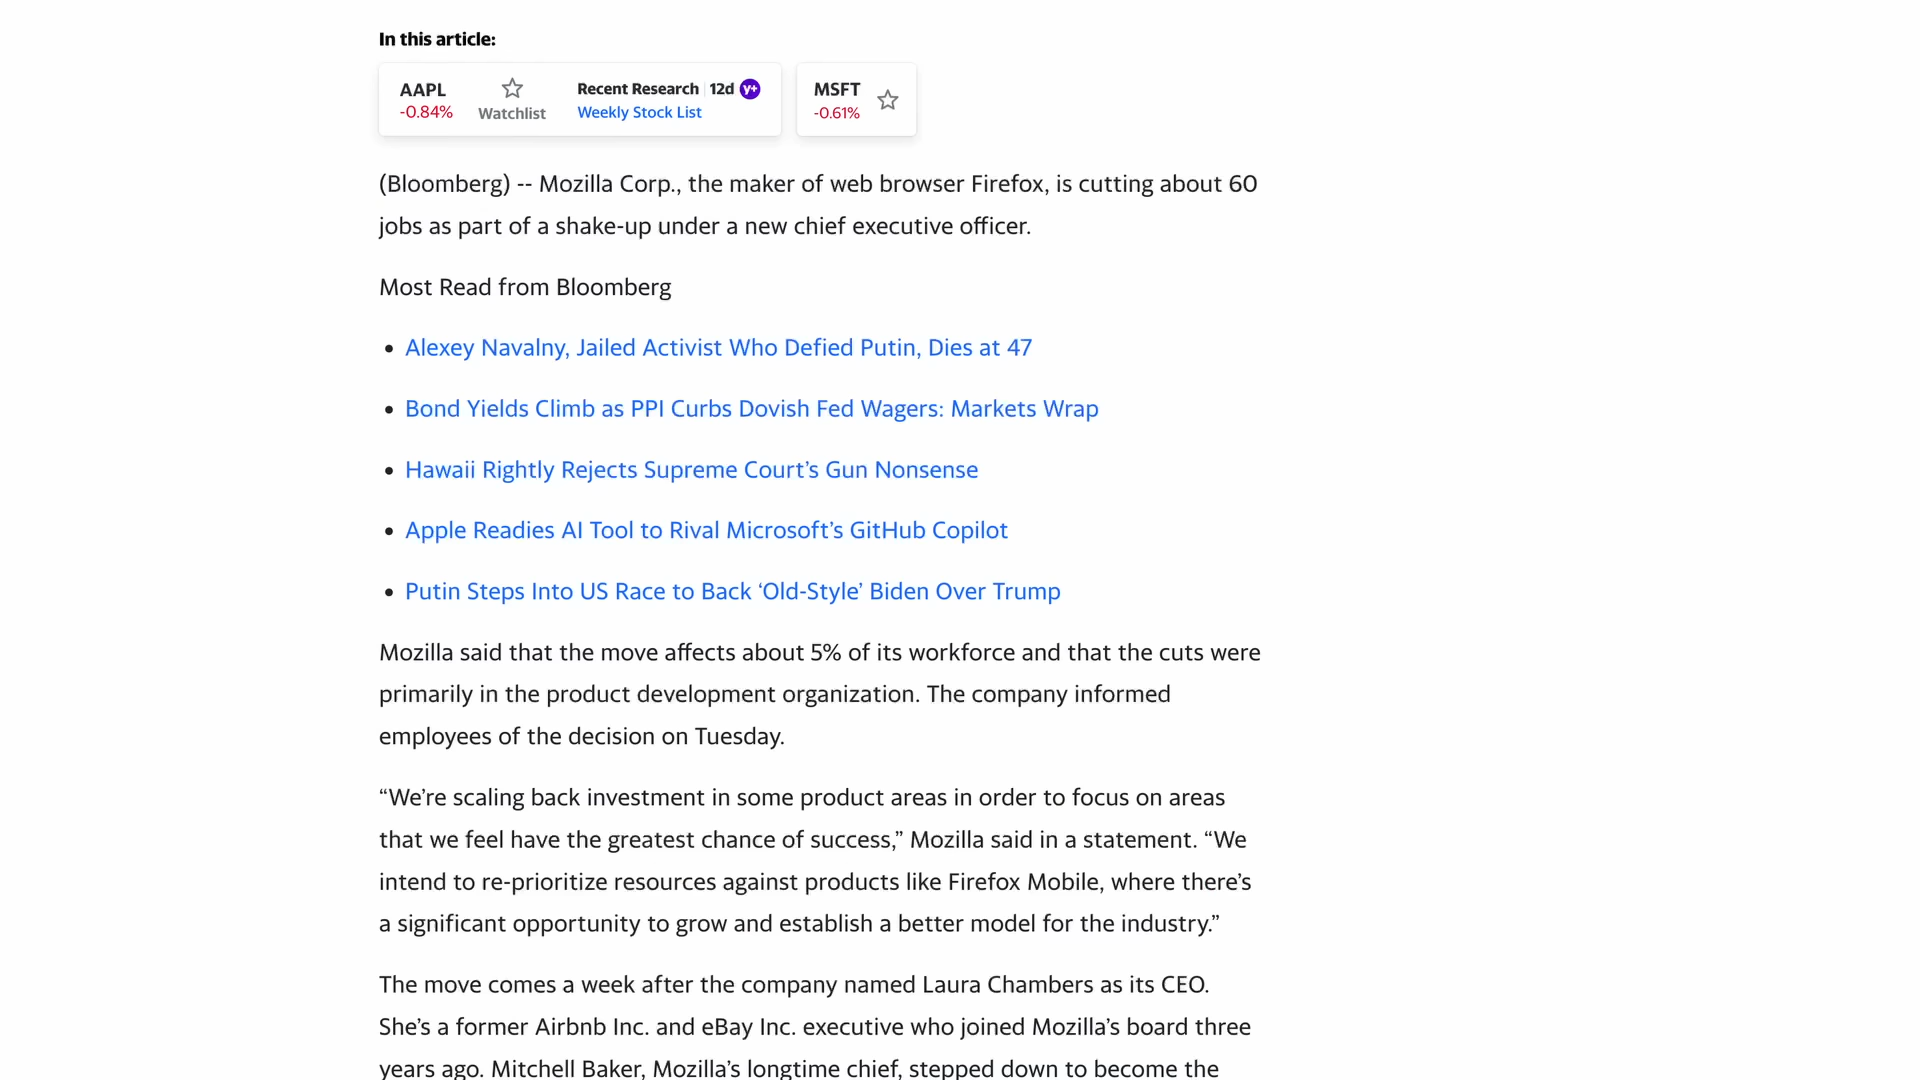 In this article:
AAPL
-0.84%
Watchlist
Recent Research 12d y+
Weekly Stock List
MSFT
-0.61%
(Bloomberg) -- Mozilla Corp., the maker of web browser Firefox, is cutting about 60
jobs as part of a shake-up under a new chief executive officer.
Most Read from Bloomberg
• Alexey Navalny, Jailed Activist Who Defied Putin, Dies at 47
• Bond Yields Climb as PPI Curbs Dovish Fed Wagers: Markets Wrap
• Hawaii Rightly Rejects Supreme Court’s Gun Nonsense
• Apple Readies AI Tool to Rival Microsoft’s GitHub Copilot
• Putin Steps Into US Race to Back ‘Old-Style’ Biden Over Trump
Mozilla said that the move affects about 5% of its workforce and that the cuts were
primarily in the product development organization. The company informed
employees of the decision on Tuesday.
“We’re scaling back investment in some product areas in order to focus on areas
that we feel have the greatest chance of success,” Mozilla said in a statement. “We
intend to re-prioritize resources against products like Firefox Mobile, where there’s
a significant opportunity to grow and establish a better model for the industry.”
The move comes a week after the company named Laura Chambers as its CEO.
She’s a former Airbnb Inc. and eBay Inc. executive who joined Mozilla’s board three
years ago. Mitchell Baker, Mozilla’s longtime chief, stepped down to become the